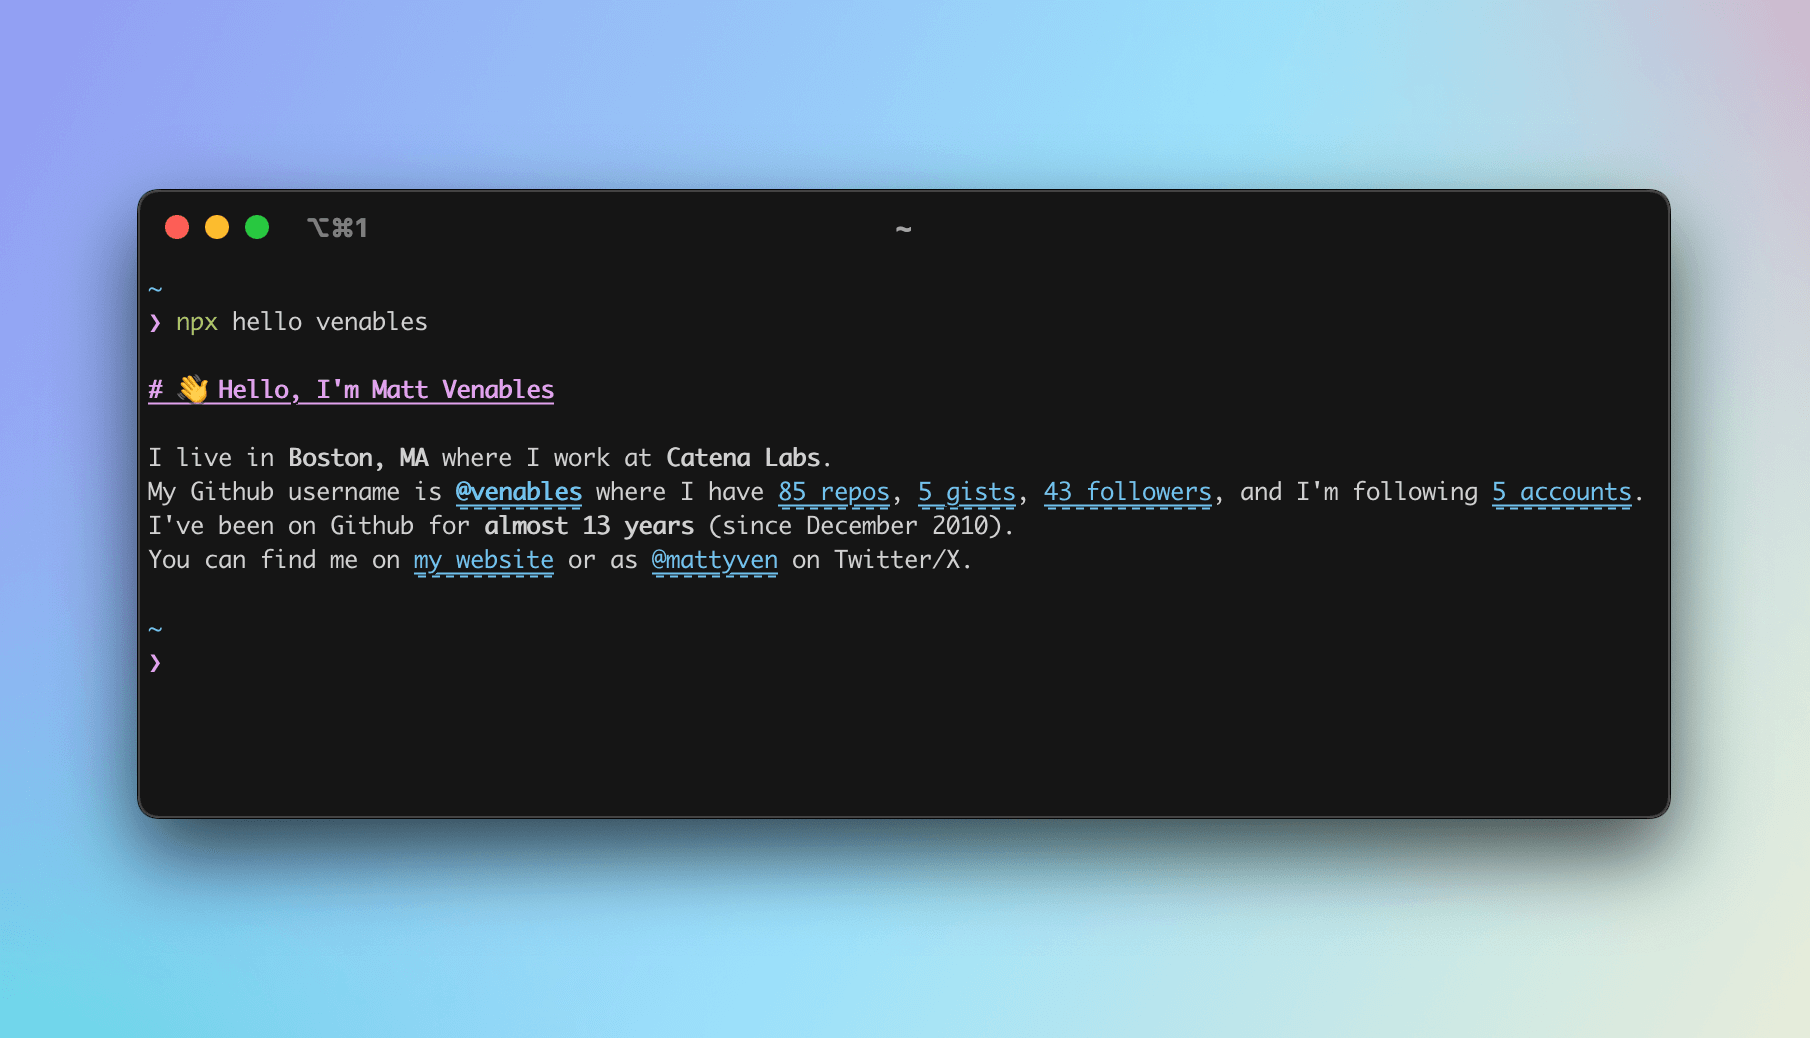 ⌥⌘1
~
~
❯ npx hello venables
# 👋 Hello, I'm Matt Venables
I live in Boston, MA where I work at Catena Labs.
My Github username is @venables where I have 85 repos, 5 gists, 43 followers, and I'm following 5 accounts.
I've been on Github for almost 13 years (since December 2010).
You can find me on my website or as @mattyven on Twitter/X.
~
❯